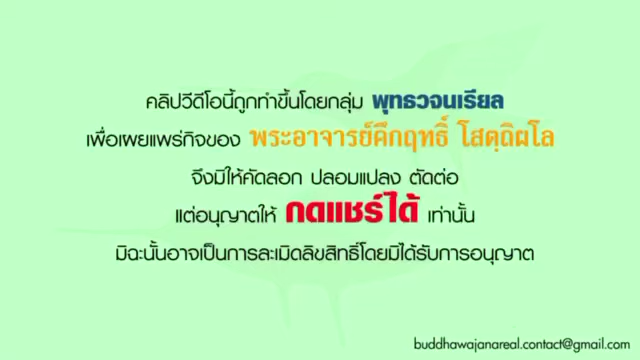 คลิปวีดีโอนี้ถูกทำขึ้นโดยกลุ่ม พุทธวจนเรียล
เพื่อเผยแพร่กิจของ พระอาจารย์คึกฤทธิ์ โสตฺถิผโล
จึงมิให้คัดลอก ปลอมแปลง ตัดต่อ
แต่อนุญาตให้ กดแชร์ได้ เท่านั้น
มิฉะนั้นอาจเป็นการละเมิดลิขสิทธิ์โดยมิได้รับการอนุญาต
buddhawajanareal.contact@gmail.com